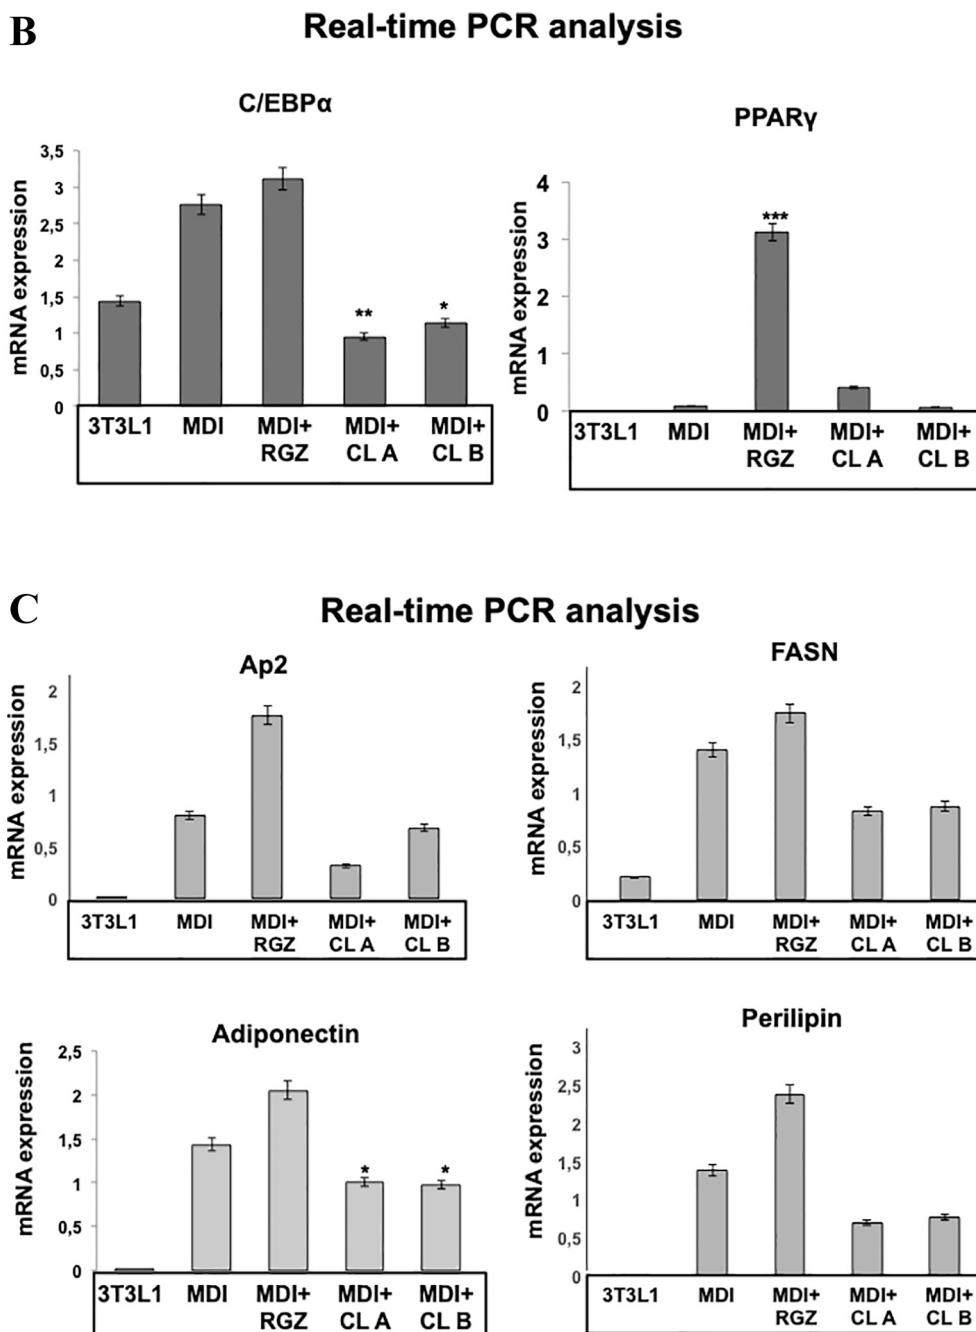 B
Real-time PCR analysis
C/EBPα
mRNA expression
3,5
3
2,5
2
1,5
1
0,5
0
** *
3T3L1 MDI MDI+ MDI+ MDI+
RGZ CL A CL B
PPARγ
mRNA expression
4
3
2
1
0
***
3T3L1 MDI MDI+ MDI+ MDI+
RGZ CL A CL B
C
Real-time PCR analysis
Ap2
mRNA expression
2
1,5
1
0,5
0
3T3L1 MDI MDI+ MDI+ MDI+
RGZ CL A CL B
FASN
mRNA expression
2
1,5
1
0,5
0
3T3L1 MDI MDI+ MDI+ MDI+
RGZ CL A CL B
Adiponectin
mRNA expression
2,5
2
1,5
1
0,5
0
* *
3T3L1 MDI MDI+ MDI+ MDI+
RGZ CL A CL B
Perilipin
mRNA expression
3
2,5
2
1,5
1
0,5
0
3T3L1 MDI MDI+ MDI+ MDI+
RGZ CL A CL B